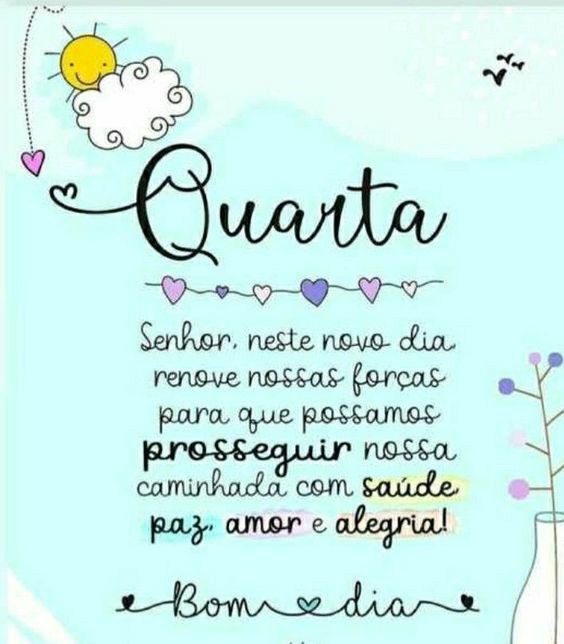 Quarta
Senhor, neste novo dia,
renove nossas forças
para que possamos
prosseguir nossa
caminhada com saúde,
paz, amor e alegria!
Bom dia